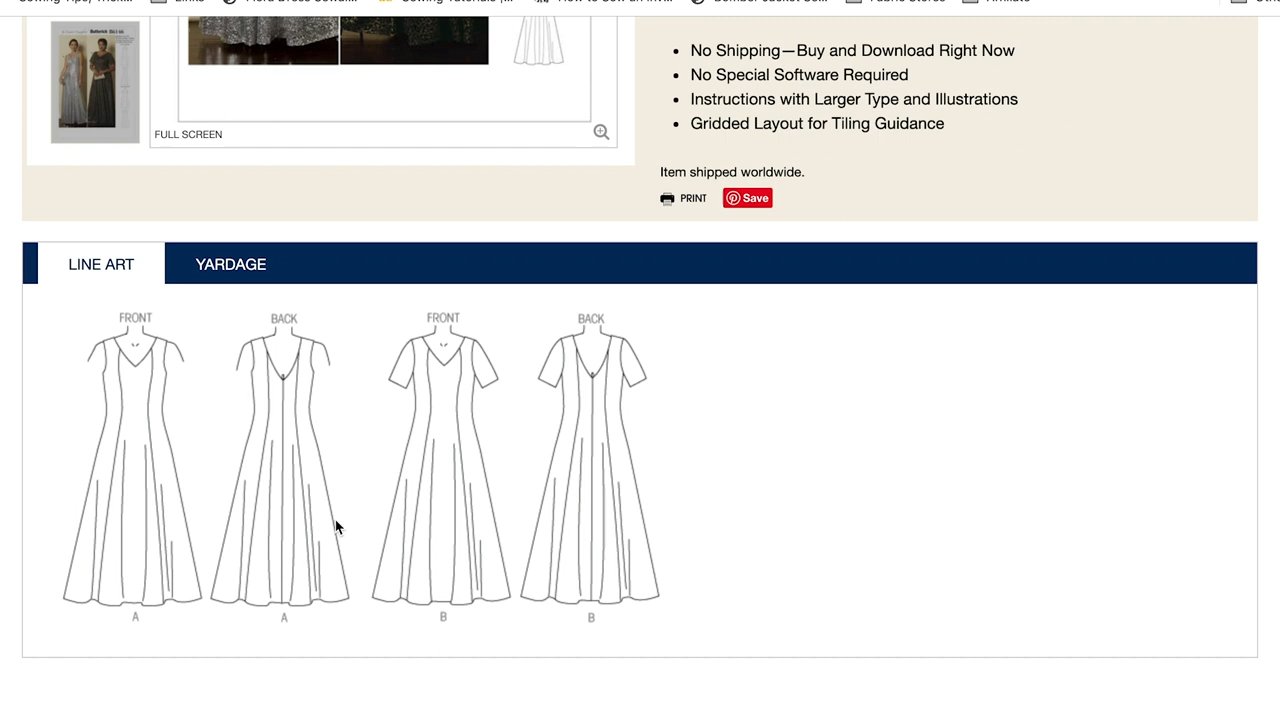 No Shipping—Buy and Download Right Now
No Special Software Required
Instructions with Larger Type and Illustrations
Gridded Layout for Tiling Guidance
FULL SCREEN
Item shipped worldwide.
PRINT
Save
LINE ART
YARDAGE
FRONT
BACK
FRONT
BACK
A
A
B
B